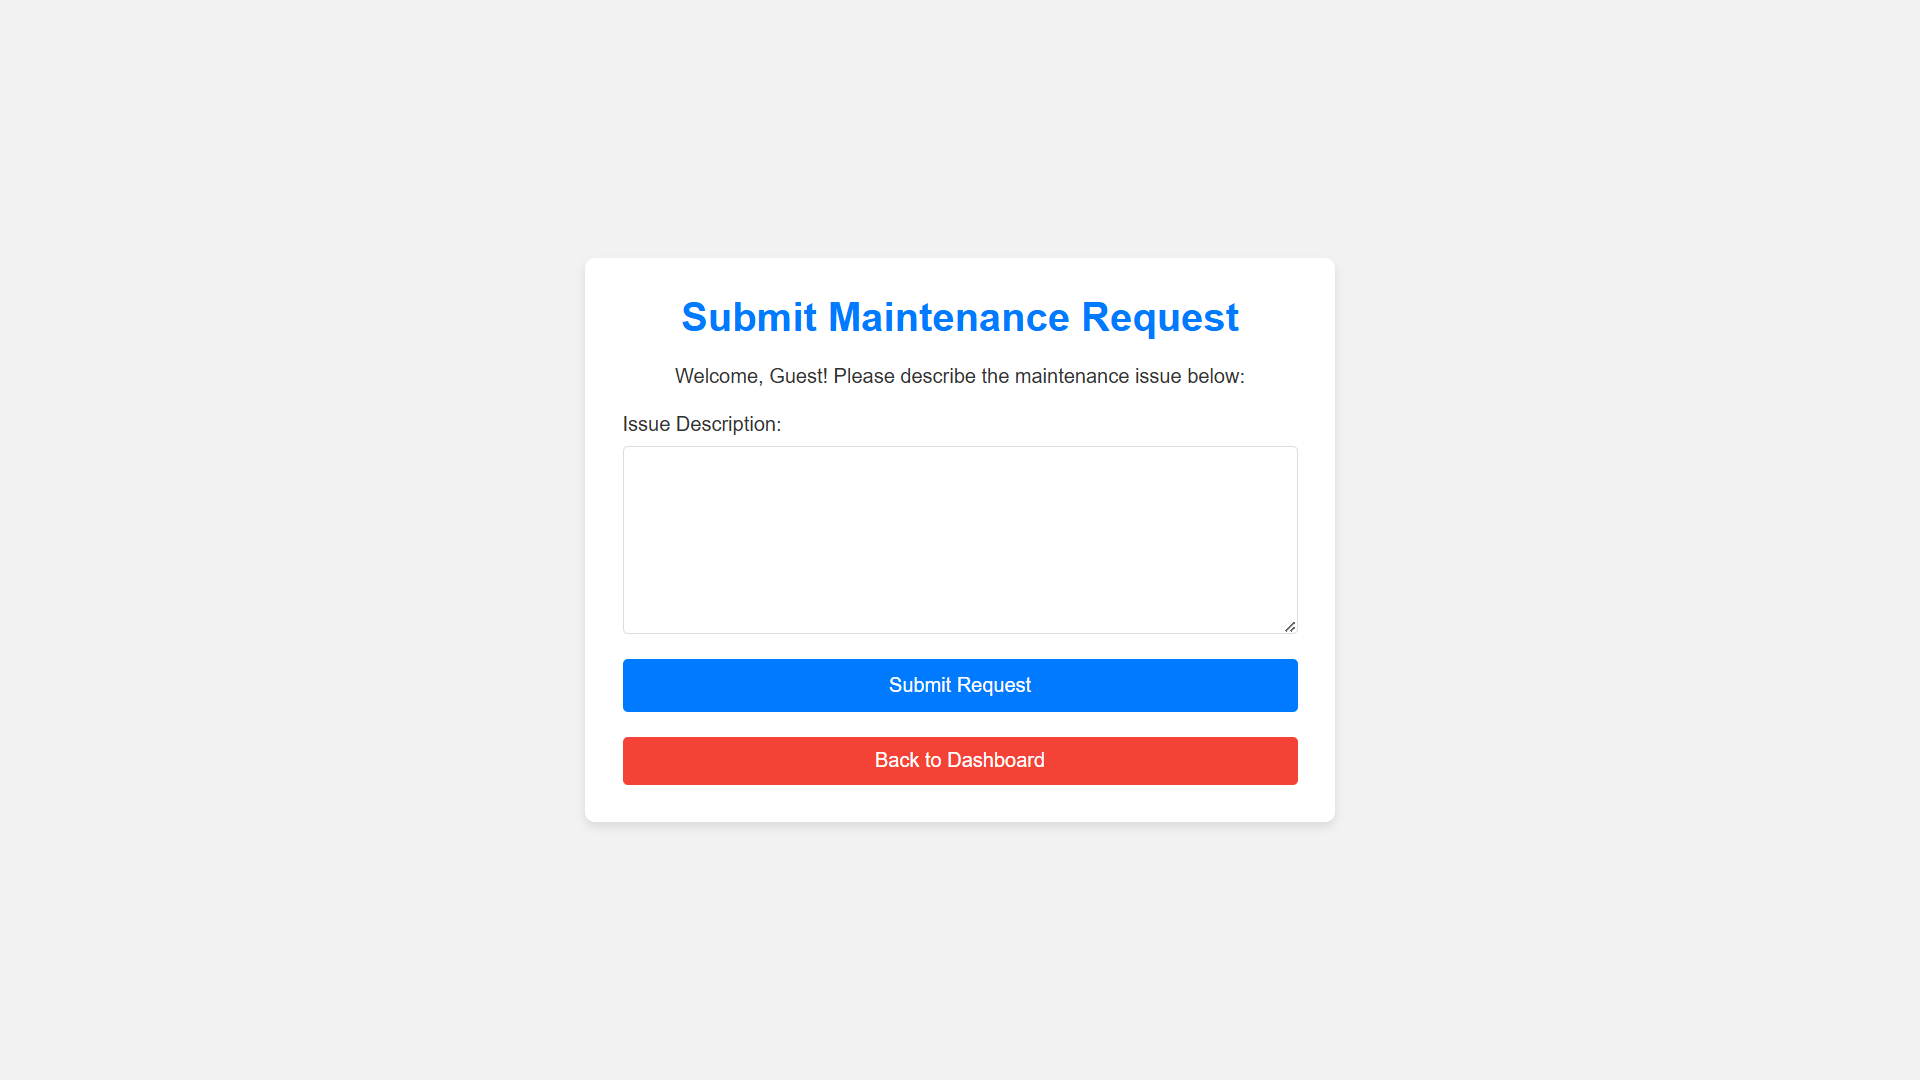 Submit Maintenance Request
Welcome, Guest! Please describe the maintenance issue below:
Issue Description:
Submit Request
Back to Dashboard